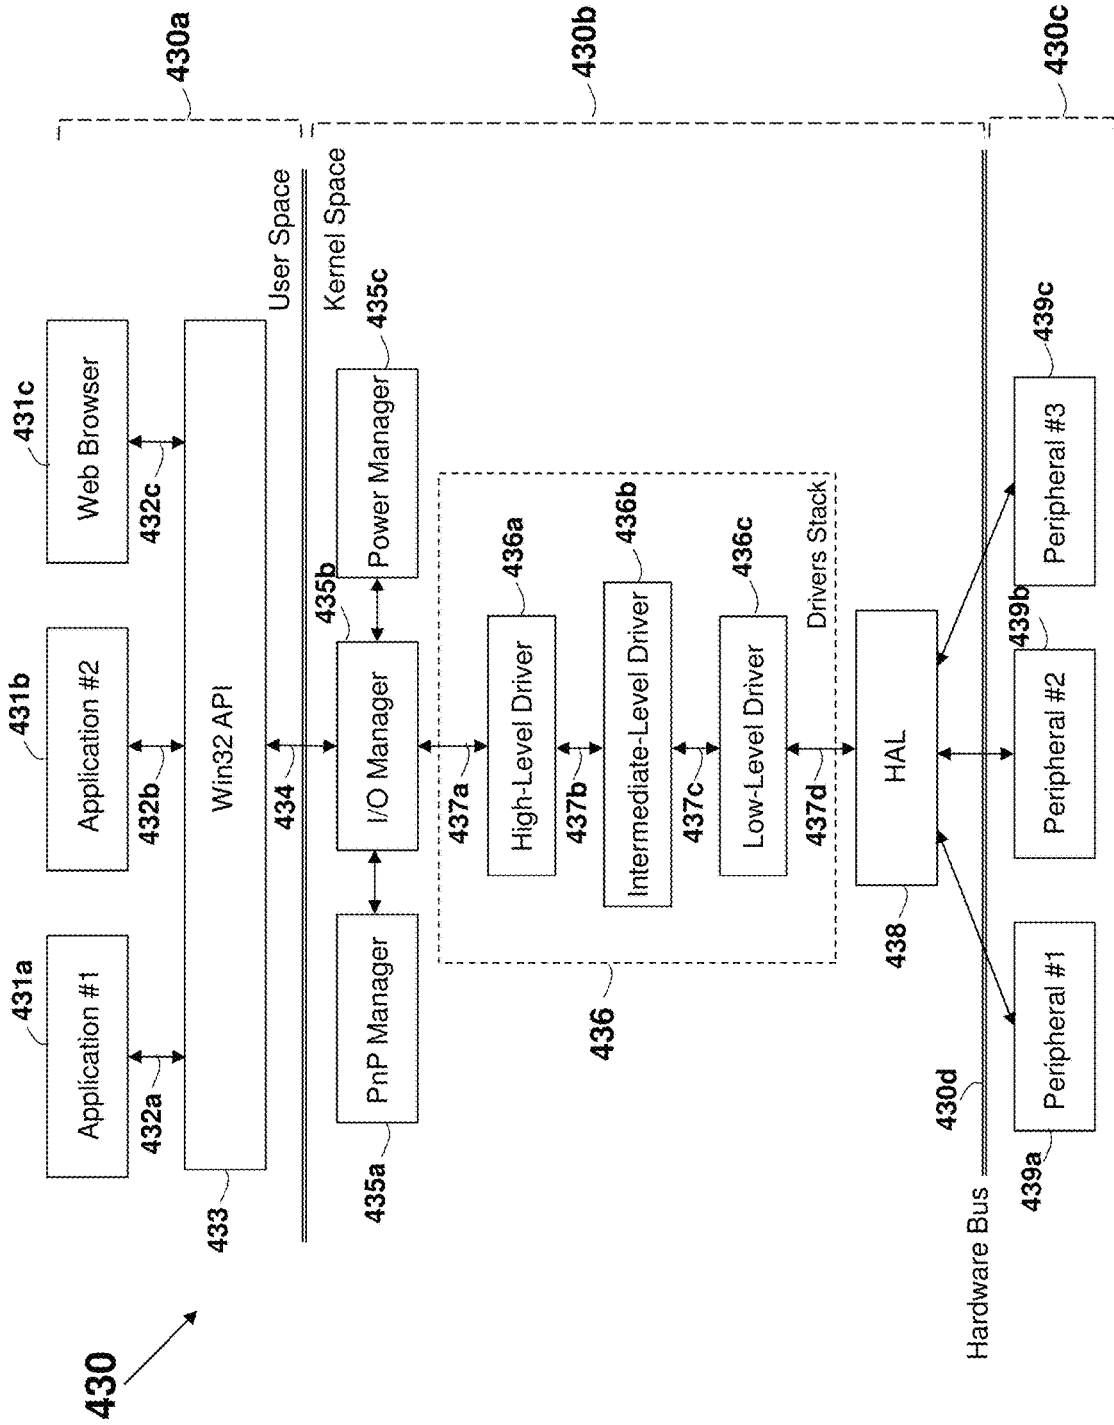 430
430a
430b
430c
431a
431b
431c
Application #1
Application #2
Web Browser
432a
432b
432c
433
Win32 API
User Space
434
Kernel Space
435a
435b
435c
PnP Manager
I/O Manager
Power Manager
437a
436
436a
High-Level Driver
437b
436b
Intermediate-Level Driver
437c
436c
Low-Level Driver
Drivers Stack
437d
438
HAL
430d
Hardware Bus
439a
439b
439c
Peripheral #1
Peripheral #2
Peripheral #3